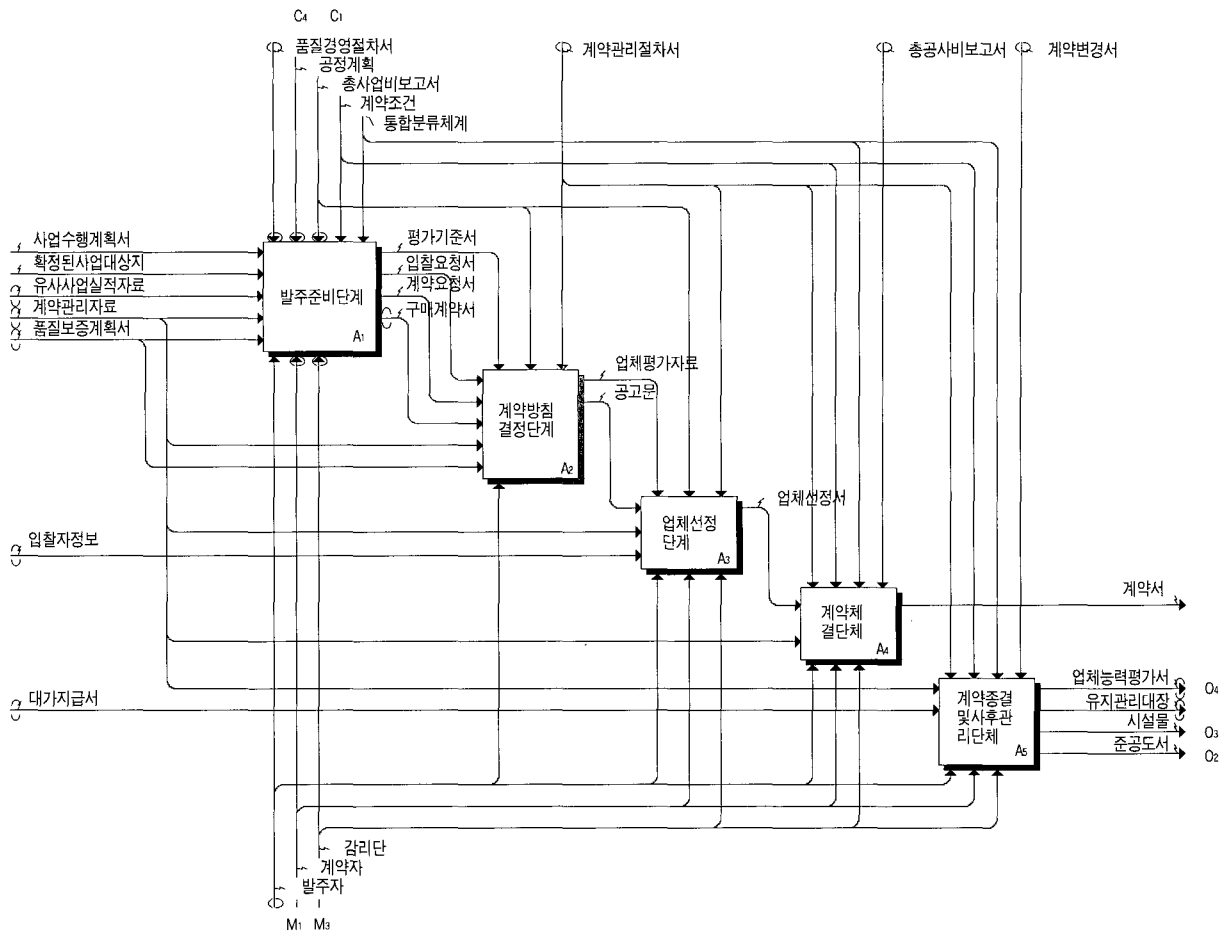 C4 C1
품질경영절차서
공정계획
총사업비보고서
계약조건
통합분류체계
계약관리절차서
총공사비보고서
계약변경서
사업수행계획서
확정된사업대상지
유사사업실적자료
계약관리자료
품질보증계획서
발주준비단계
A1
평가기준서
입찰요청서
계약요청서
구매계약서
계약방침
결정단계
A2
업체평가자료
공고문
입찰자정보
업체선정
단계
A3
업체선정서
계약체
결단체
A4
계약서
대가지급서
계약종결
및사후관
리단체
A5
업체능력평가서
O4
유지관리대장
시설물
O3
준공도서
O2
감리단
계약자
발주자
M1 M3